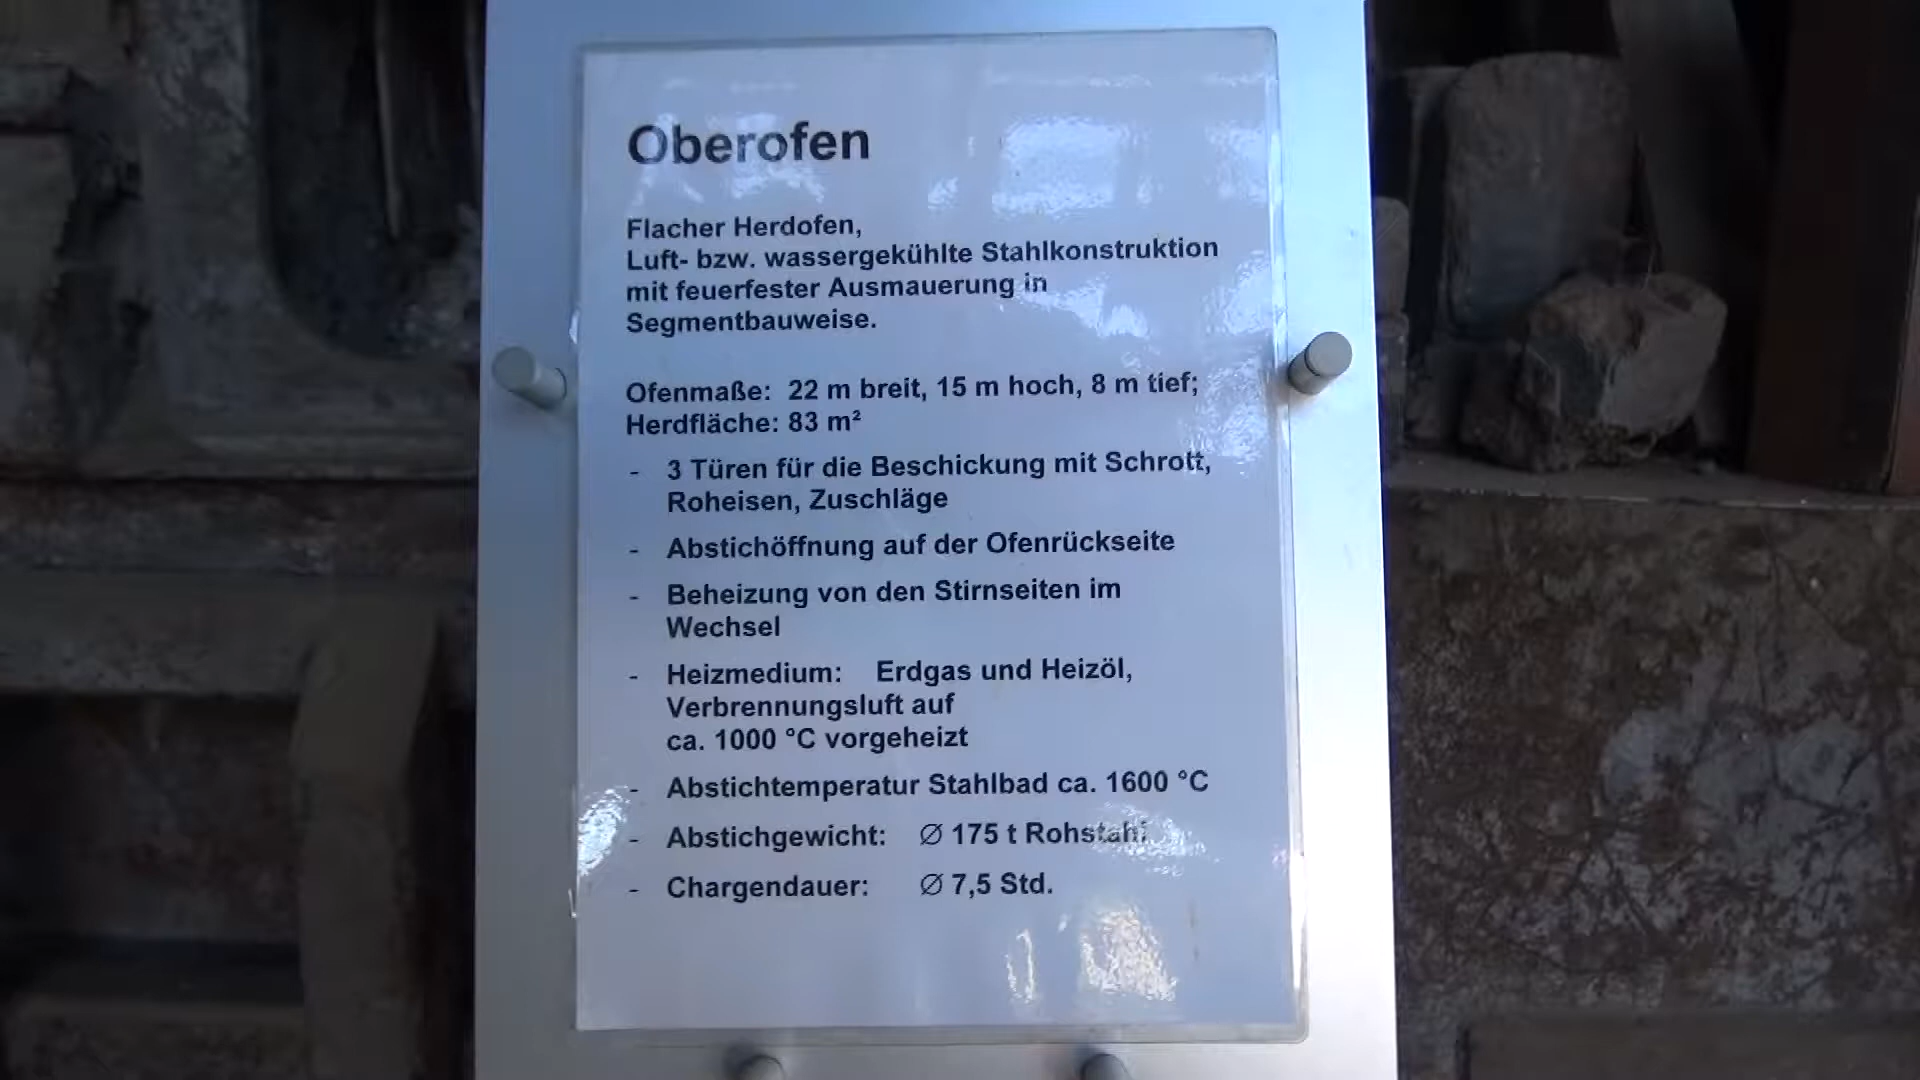 Oberofen
Flacher Herdofen,
Luft- bzw. wassergekühlte Stahlkonstruktion
mit feuerfester Ausmauerung in
Segmentbauweise.
Ofenmaße: 22 m breit, 15 m hoch, 8 m tief;
Herdfläche: 83 m²
- 3 Türen für die Beschickung mit Schrott,
Roheisen, Zuschläge
- Abstichöffnung auf der Ofenrückseite
- Beheizung von den Stirnseiten im
Wechsel
- Heizmedium: Erdgas und Heizöl,
Verbrennungsluft auf
ca. 1000 °C vorgeheizt
- Abstichtemperatur Stahlbad ca. 1600 °C
- Abstichgewicht: Ø 175 t Rohstahl
- Chargendauer: Ø 7,5 Std.